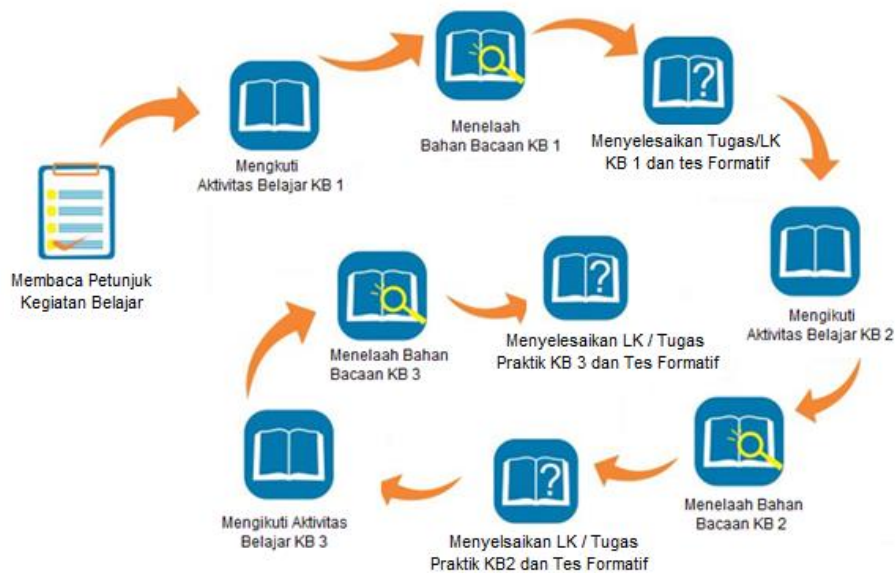 Membaca Petunjuk
Kegiatan Belajar
Mengkuti
Aktivitas Belajar KB 1
Menelaah
Bahan Bacaan KB 1
?
Menyelesaikan Tugas/LK
KB 1 dan tes Formatif
Mengikuti
Aktivitas Belajar KB 2
Menelaah Bahan
Bacaan KB 2
?
Menyelsaikan LK / Tugas
Praktik KB2 dan Tes Formatif
Mengikuti Aktivitas
Belajar KB 3
Menelaah Bahan
Bacaan KB 3
?
Menyelesaikan LK / Tugas
Praktik KB 3 dan Tes Formatif